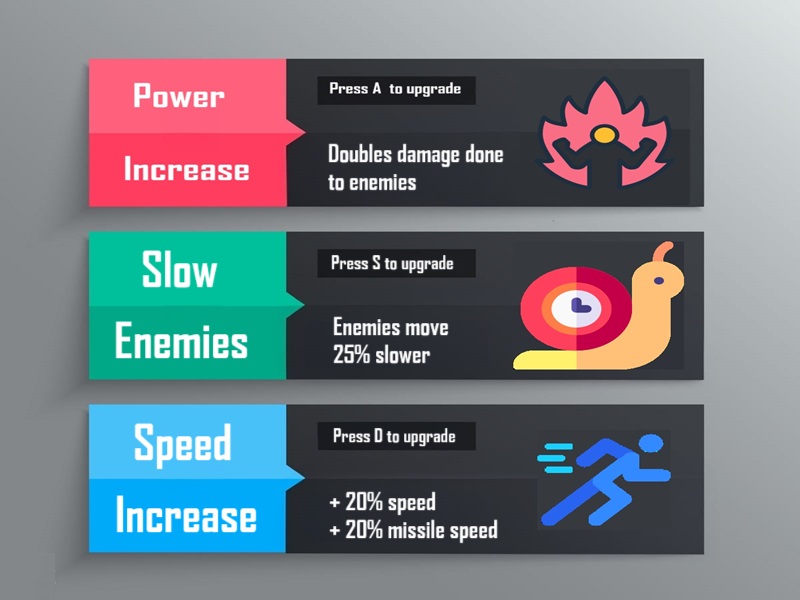 Power
Increase
Press A to upgrade
Doubles damage done
to enemies
Slow
Enemies
Press S to upgrade
Enemies move
25% slower
Speed
Increase
Press D to upgrade
+ 20% speed
+ 20% missile speed